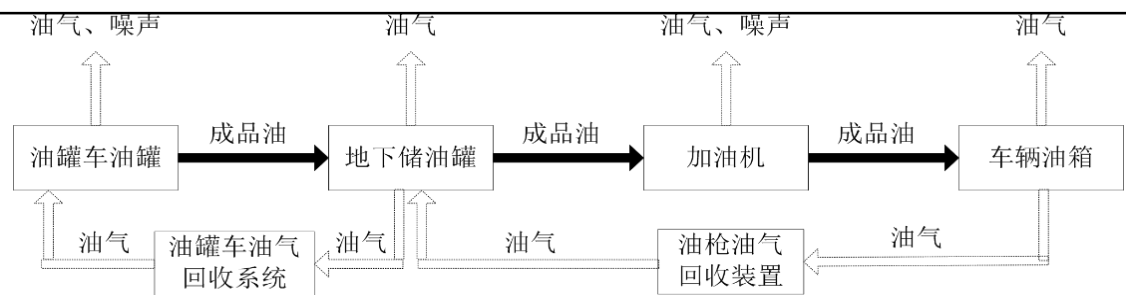 油气、噪声
油气
油气、噪声
油气
成品油
成品油
成品油
油罐车油罐
地下储油罐
加油机
车辆油箱
油气
油罐车油气
回收系统
油气
油气
油枪油气
回收装置
油气